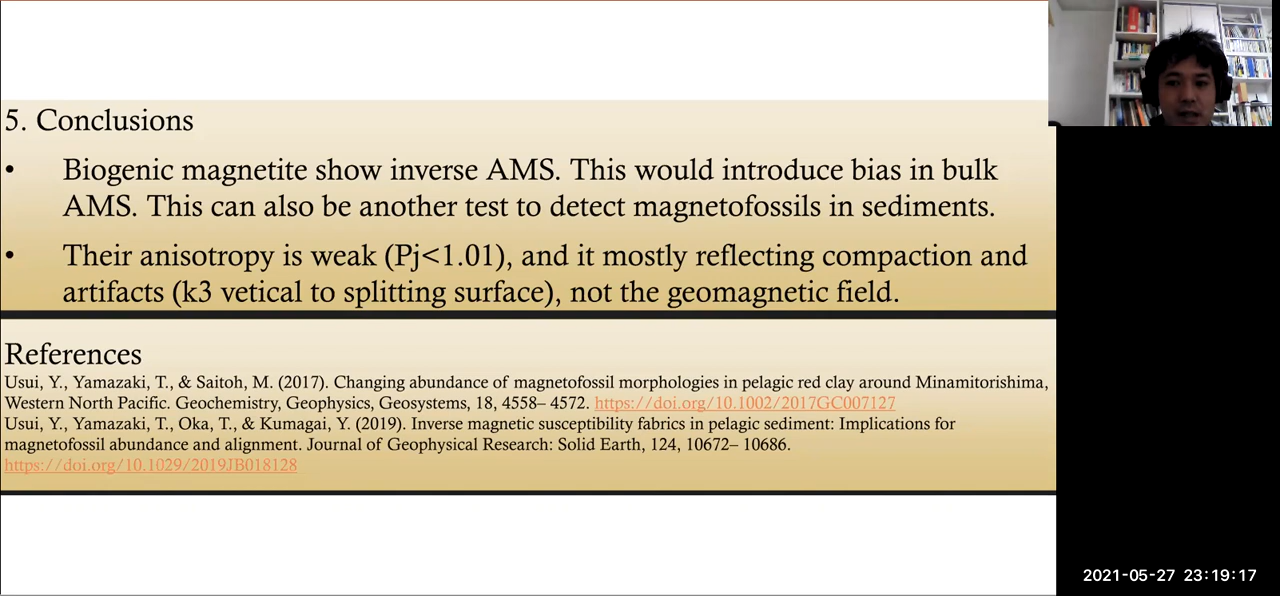 5. Conclusions
• Biogenic magnetite show inverse AMS. This would introduce bias in bulk
AMS. This can also be another test to detect magnetofossils in sediments.
• Their anisotropy is weak (Pj<1.01), and it mostly reflecting compaction and
artifacts (k3 vetical to splitting surface), not the geomagnetic field.
References
Usui, Y., Yamazaki, T., & Saitoh, M. (2017). Changing abundance of magnetofossil morphologies in pelagic red clay around Minamitorishima,
Western North Pacific. Geochemistry, Geophysics, Geosystems, 18, 4558– 4572. https://doi.org/10.1002/2017GC007127
Usui, Y., Yamazaki, T., Oka, T., & Kumagai, Y. (2019). Inverse magnetic susceptibility fabrics in pelagic sediment: Implications for
magnetofossil abundance and alignment. Journal of Geophysical Research: Solid Earth, 124, 10672– 10686.
https://doi.org/10.1029/2019JB018128
2021-05-27 23:19:17